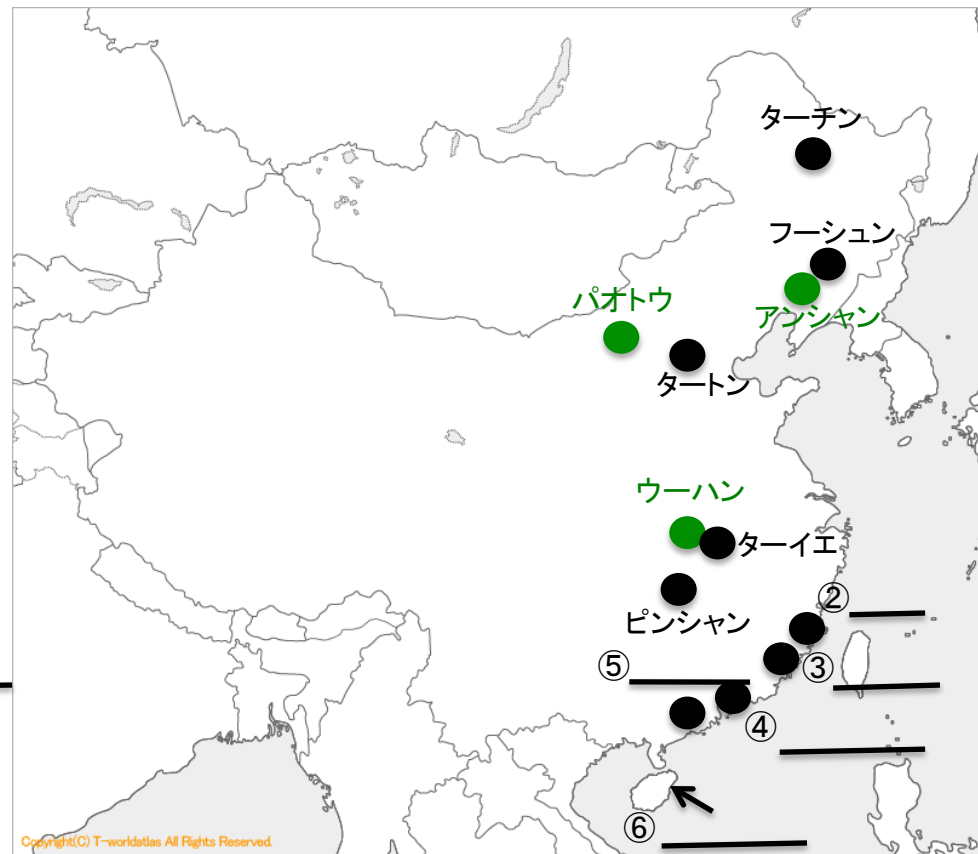 ターチン
フーシュン
アンシャン
パオトウ
タートン
ウーハン
ターイエ
ピンシャン
②
③
⑤
④
⑥
Copyright(C) T-worldatlas All Rights Reserved.